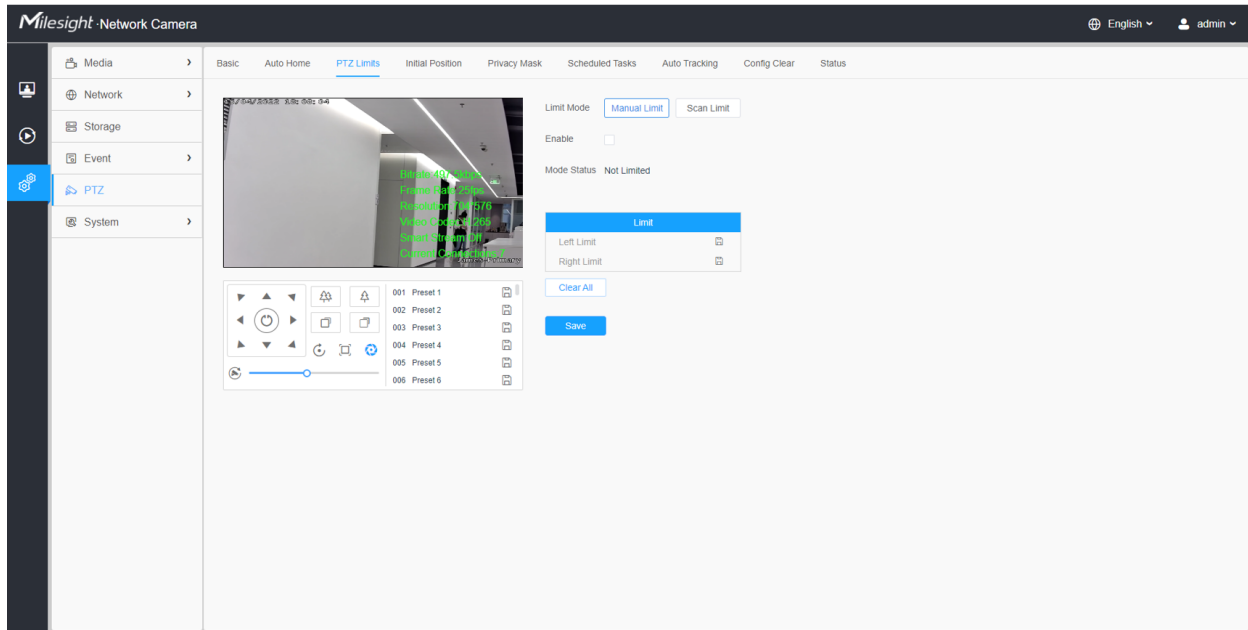 Milesight · Network Camera
English
admin
Media
Network
Storage
Event
PTZ
System
Basic Auto Home PTZ Limits Initial Position Privacy Mask Scheduled Tasks Auto Tracking Config Clear Status
Frame Rate 25fps
Limit Mode Manual Limit Scan Limit
Enable
Mode Status Not Limited
Limit
Left Limit
Right Limit
Clear All
Save
001 Preset 1
002 Preset 2
003 Preset 3
004 Preset 4
005 Preset 5
006 Preset 6